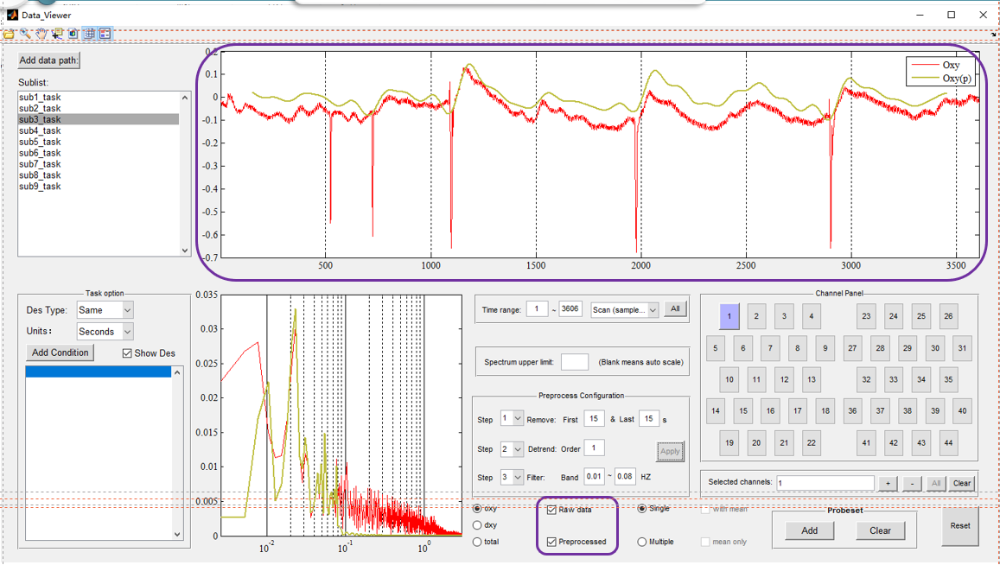 Data_Viewer
Add data path:
Sublist:
sub1_task
sub2_task
sub3_task
sub4_task
sub5_task
sub6_task
sub7_task
sub8_task
sub9_task
0.2
0.1
0
-0.1
-0.2
-0.3
-0.4
-0.5
-0.6
-0.7
500
1000
1500
2000
2500
3000
3500
Oxy
Oxy(p)
Task option
Des Type: Same
Units: Seconds
Add Condition Show Des
0.035
0.03
0.025
0.02
0.015
0.01
0.005
0
10^-2
10^-1
10^0
Time range: 1 ~ 3606 Scan (sample... All
Spectrum upper limit: (Blank means auto scale)
Preprocess Configuration
Step 1 Remove: First 15 & Last 15 s
Step 2 Detrend: Order 1
Apply
Step 3 Filter: Band 0.01 ~ 0.08 HZ
oxy
dxy
total
Raw data
Preprocessed
Single
Multiple
with mean
mean only
Channel Panel
1 2 3 4 23 24 25 26
5 6 7 8 9 27 28 29 30 31
10 11 12 13 32 33 34 35
14 15 16 17 18 36 37 38 39 40
19 20 21 22 41 42 43 44
Selected channels: 1 + - All Clear
Probeset
Add Clear
Reset